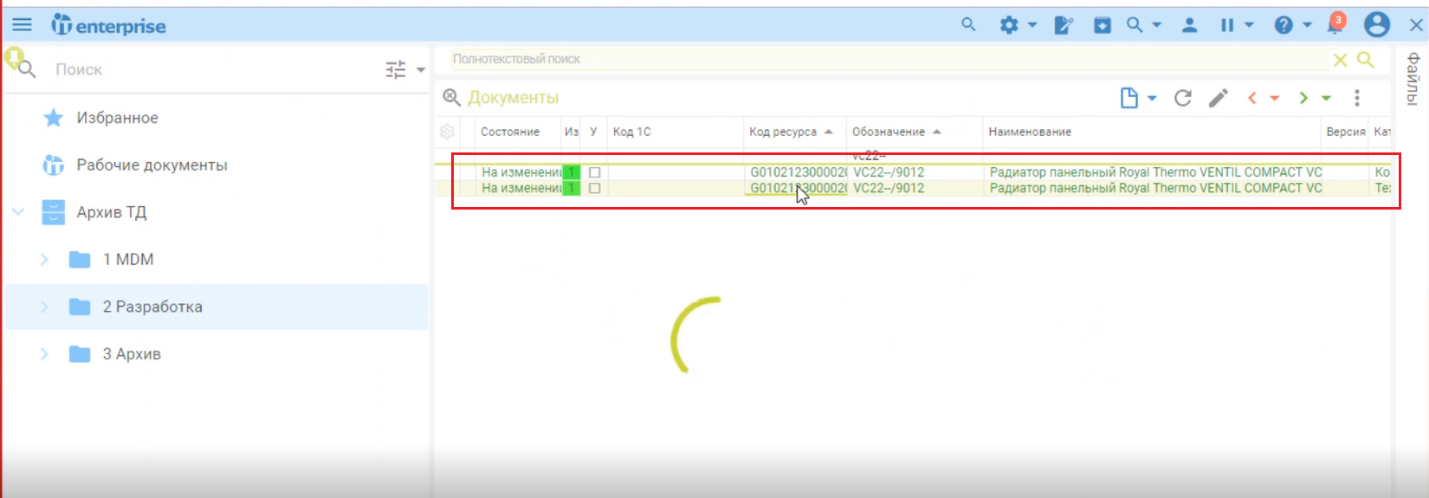 enterprise
3
Поиск
Избранное
Рабочие документы
Архив ТД
1 MDM
2 Разработка
3 Архив
Полнотекстовый поиск
Документы
Состояние Из У Код 1С Код ресурса Обозначение Наименование Версия Кат
vc22--
На изменени 1 G0102123000020 VC22--/9012 Радиатор панельный Royal Thermo VENTIL COMPACT VC Ко
На изменени 1 G0102123000020 VC22--/9012 Радиатор панельный Royal Thermo VENTIL COMPACT VC Тех
Файлы